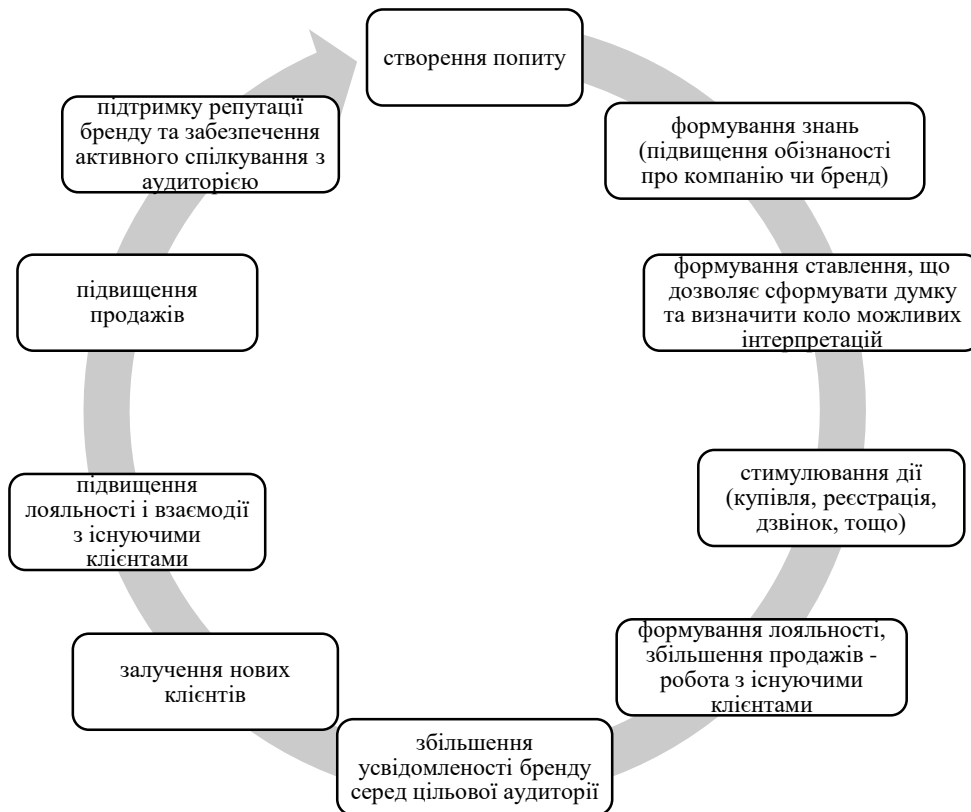 створення попиту
формування знань
(підвищення обізнаності
про компанію чи бренд)
формування ставлення, що
дозволяє сформувати думку
та визначити коло можливих
інтерпретацій
стимулювання дії
(купівля, реєстрація,
дзвінок, тощо)
формування лояльності,
збільшення продажів -
робота з існуючими
клієнтами
збільшення
усвідомленості бренду
серед цільової аудиторії
залучення нових
клієнтів
підвищення
лояльності і взаємодії
з існуючими
клієнтами
підвищення
продажів
підтримку репутації
бренду та забезпечення
активного спілкування з
аудиторією